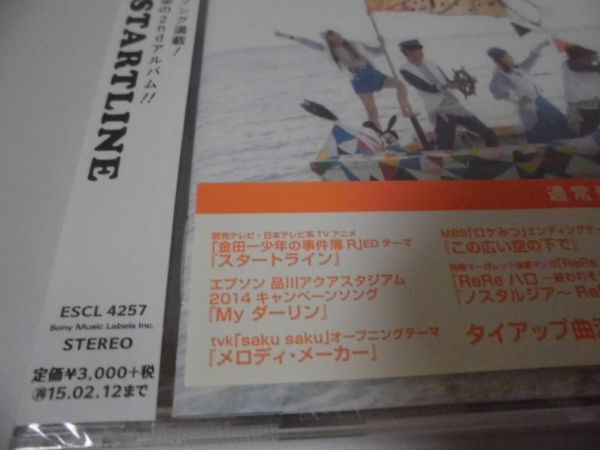 ング満載!
2ndアルバム!!
STARTLINE
ESCL 4257
Sony Music Labels Inc.
STEREO
定価¥3,000+税
15.02.12まで
通常
読売テレビ・日本テレビ系TVアニメ
「金田一少年の事件簿R」EDテーマ
『スタートライン』
エプソン 品川アクアスタジアム
2014 キャンペーンソング
『My ダーリン』
tvk「saku saku」オープニングテーマ
『メロディ・メーカー』
MBS「ロケみつ」エンディングテー
『この広い空の下で』
別冊マーガレット連載マンガ「ReRe
「ReRe ハロ 〜終わりそ
『ノスタルジア〜 Re
タイアップ曲満